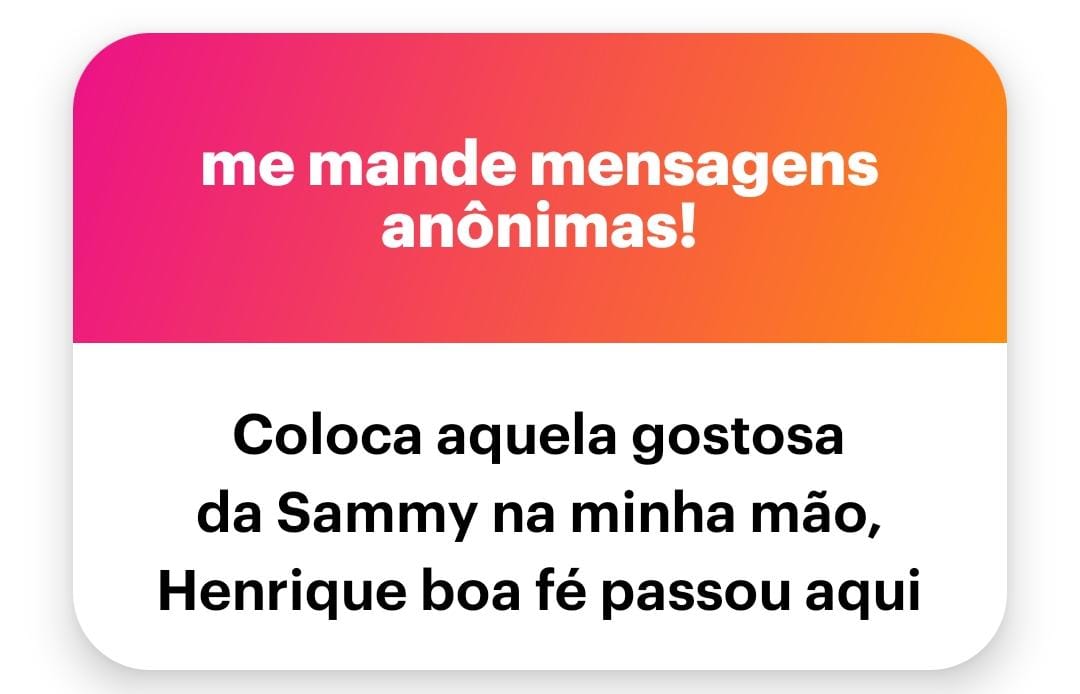 me mande mensagens
anônimas!
Coloca aquela gostosa
da Sammy na minha mão,
Henrique boa fé passou aqui